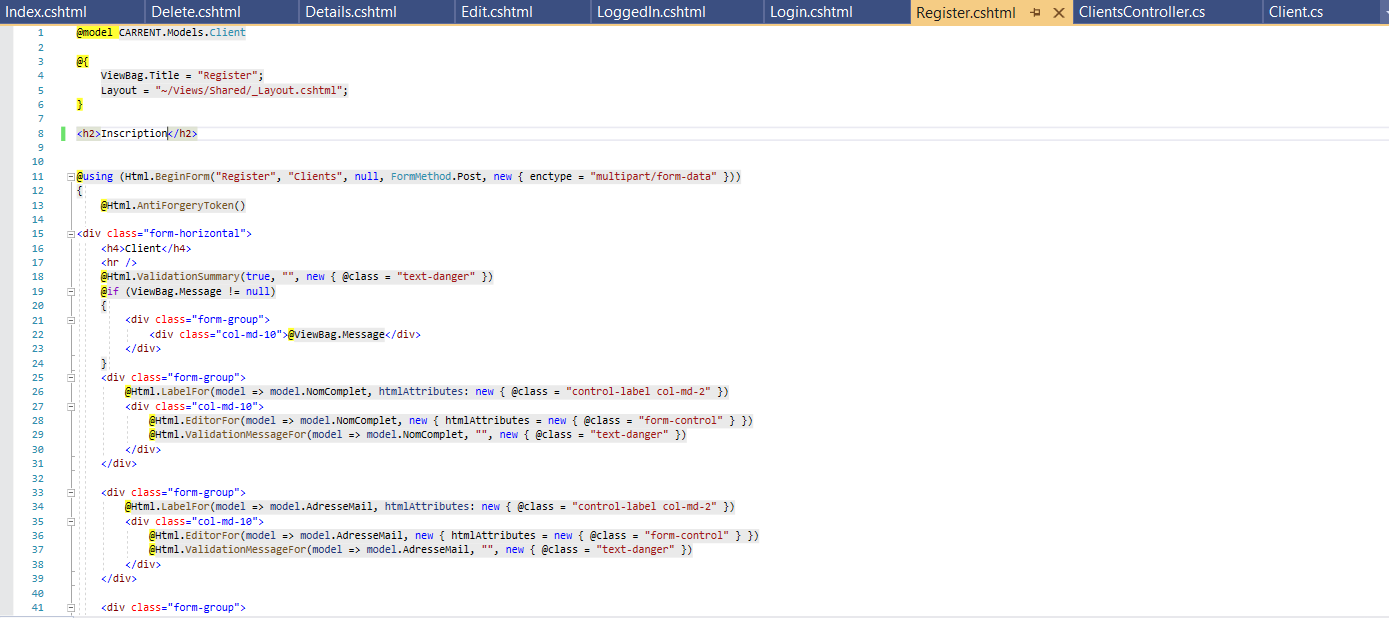 Index.cshtml Delete.cshtml Details.cshtml Edit.cshtml LoggedIn.cshtml Login.cshtml Register.cshtml ClientsController.cs Client.cs
1 @model CARRENT.Models.Client
2
3 @{
4 ViewBag.Title = "Register";
5 Layout = "~/Views/Shared/_Layout.cshtml";
6 }
7
8 <h2>Inscription</h2>
9
10
11 @using (Html.BeginForm("Register", "Clients", null, FormMethod.Post, new { enctype = "multipart/form-data" }))
12 {
13 @Html.AntiForgeryToken()
14
15 <div class="form-horizontal">
16 <h4>Client</h4>
17 <hr />
18 @Html.ValidationSummary(true, "", new { @class = "text-danger" })
19 @if (ViewBag.Message != null)
20 {
21 <div class="form-group">
22 <div class="col-md-10">@ViewBag.Message</div>
23 </div>
24 }
25 <div class="form-group">
26 @Html.LabelFor(model => model.NomComplet, htmlAttributes: new { @class = "control-label col-md-2" })
27 <div class="col-md-10">
28 @Html.EditorFor(model => model.NomComplet, new { htmlAttributes = new { @class = "form-control" } })
29 @Html.ValidationMessageFor(model => model.NomComplet, "", new { @class = "text-danger" })
30 </div>
31 </div>
32
33 <div class="form-group">
34 @Html.LabelFor(model => model.AdresseMail, htmlAttributes: new { @class = "control-label col-md-2" })
35 <div class="col-md-10">
36 @Html.EditorFor(model => model.AdresseMail, new { htmlAttributes = new { @class = "form-control" } })
37 @Html.ValidationMessageFor(model => model.AdresseMail, "", new { @class = "text-danger" })
38 </div>
39 </div>
40
41 <div class="form-group">